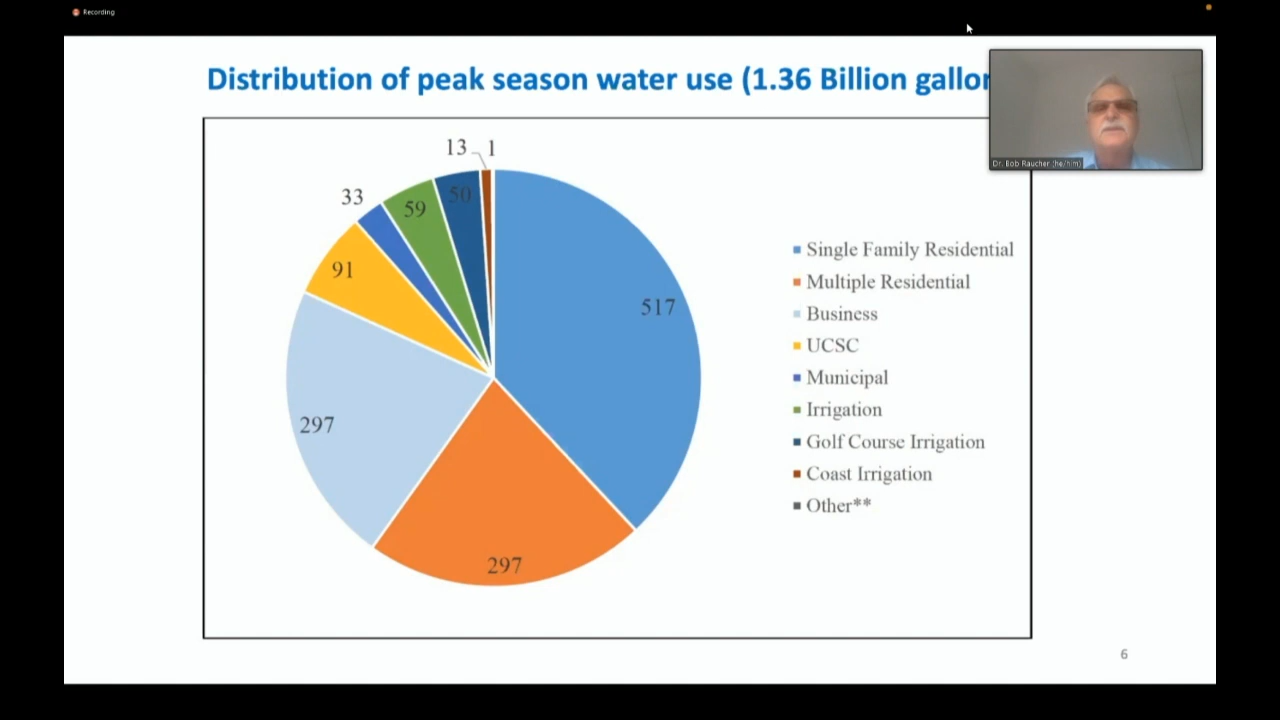 Recording
Distribution of peak season water use (1.36 Billion
Dr. Bob Raucher (he/him)
13 1
33
59
50
91
517
297
297
Single Family Residential
Multiple Residential
Business
UCSC
Municipal
Irrigation
Golf Course Irrigation
Coast Irrigation
Other**
6